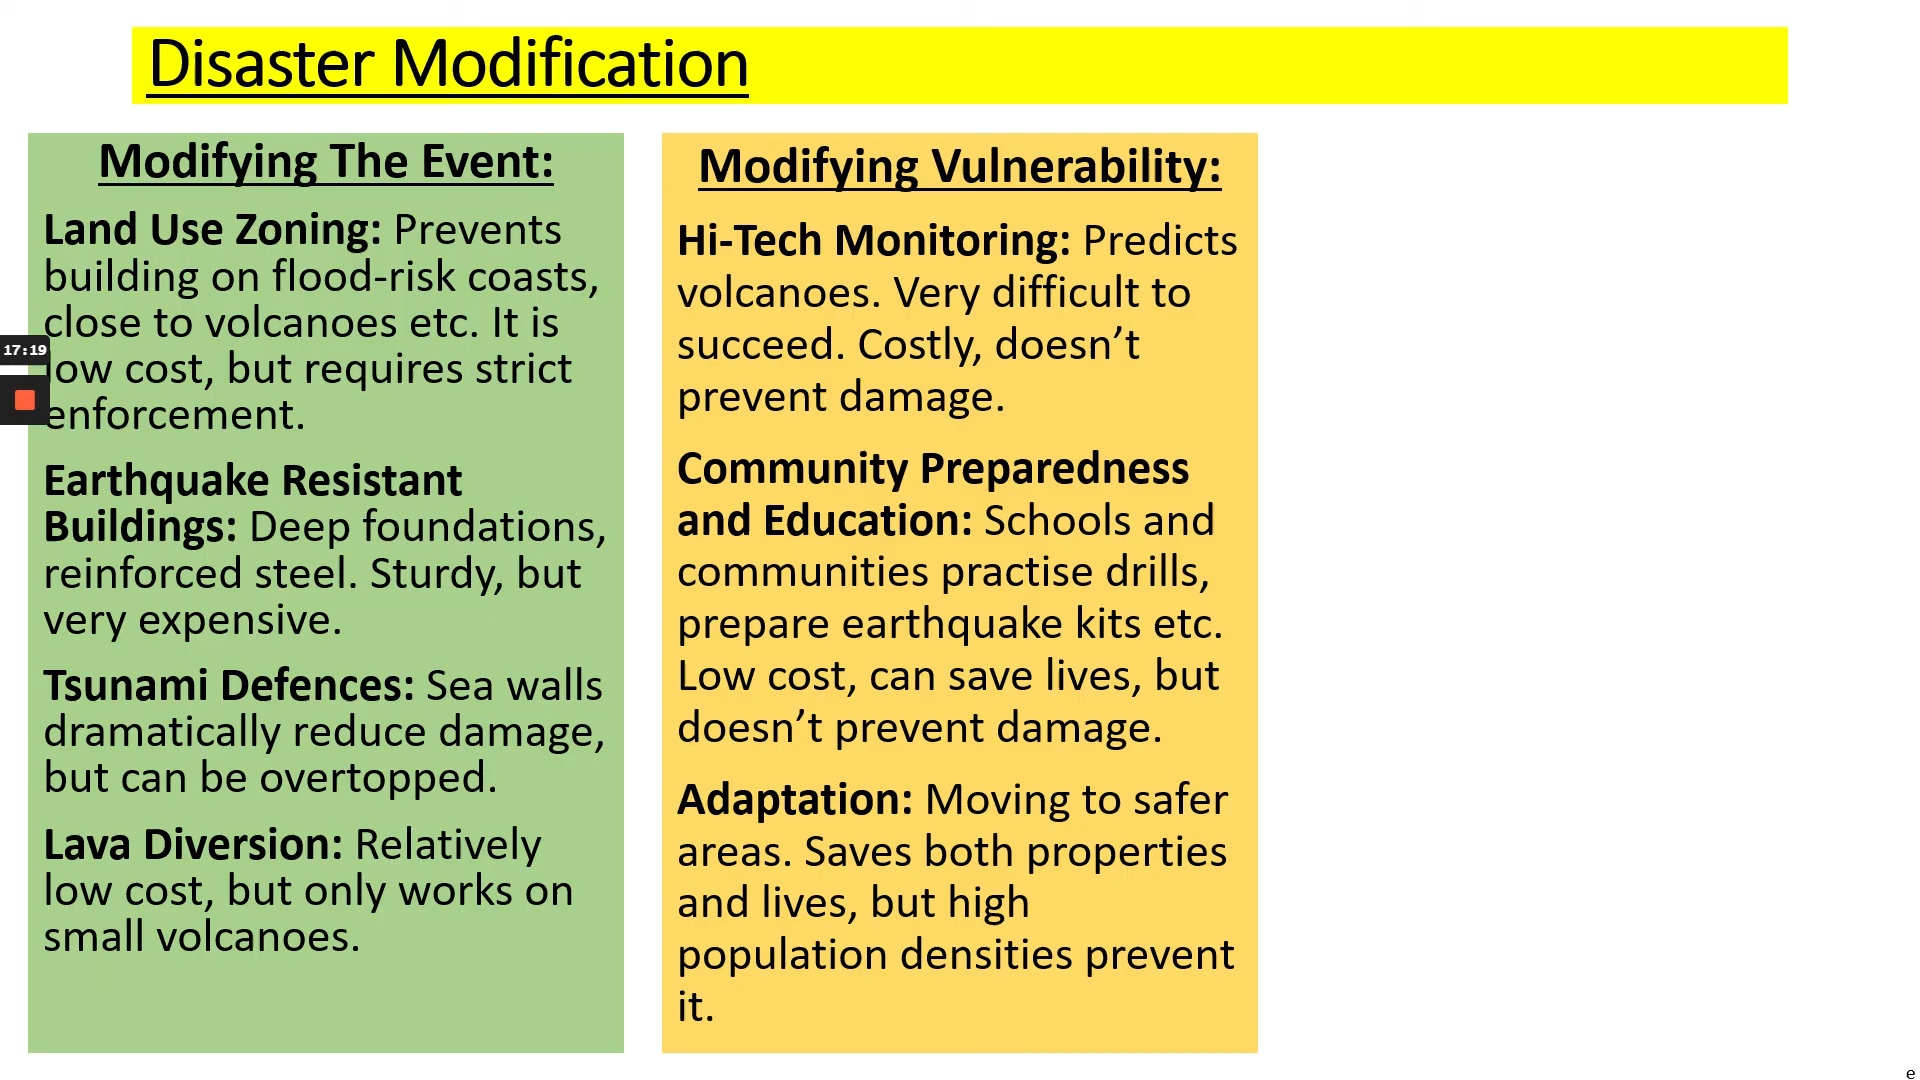 Disaster Modification
Modifying The Event:
Land Use Zoning: Prevents
building on flood-risk coasts,
close to volcanoes etc. It is
low cost, but requires strict
enforcement.
Earthquake Resistant
Buildings: Deep foundations,
reinforced steel. Sturdy, but
very expensive.
Tsunami Defences: Sea walls
dramatically reduce damage,
but can be overtopped.
Lava Diversion: Relatively
low cost, but only works on
small volcanoes.
17:19
Modifying Vulnerability:
Hi-Tech Monitoring: Predicts
volcanoes. Very difficult to
succeed. Costly, doesn’t
prevent damage.
Community Preparedness
and Education: Schools and
communities practise drills,
prepare earthquake kits etc.
Low cost, can save lives, but
doesn’t prevent damage.
Adaptation: Moving to safer
areas. Saves both properties
and lives, but high
population densities prevent
it.
e